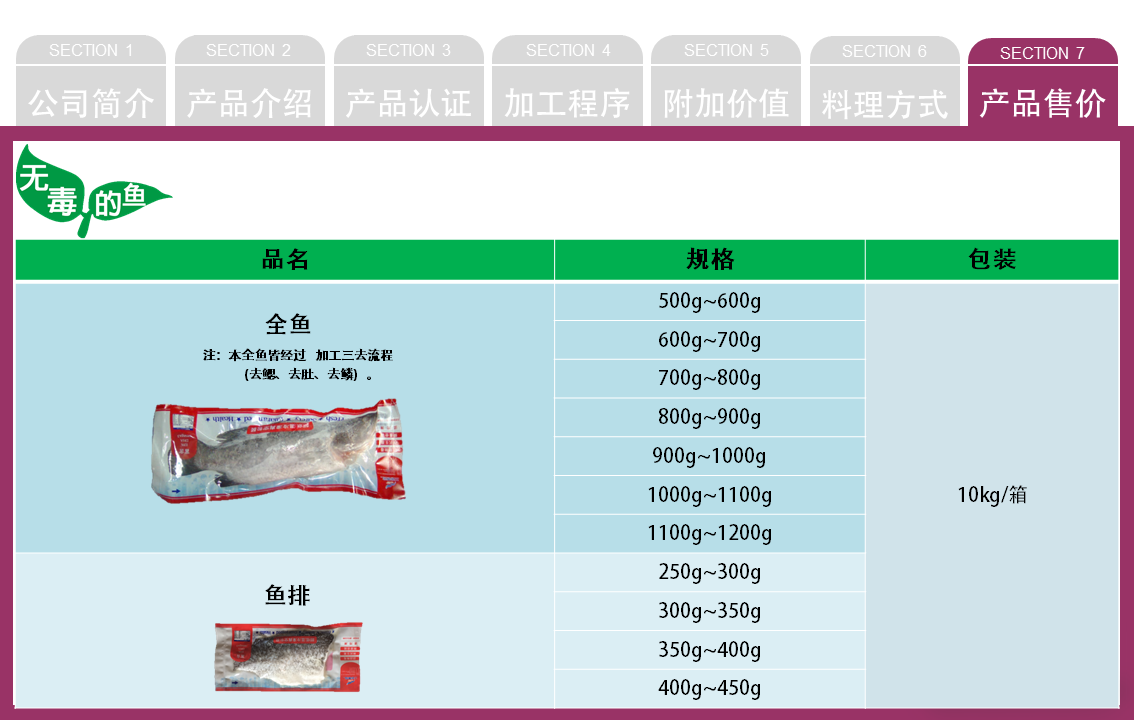 SECTION 1
SECTION 2
SECTION 3
SECTION 4
SECTION 5
SECTION 6
SECTION 7
公司简介
产品介绍
产品认证
加工程序
附加价值
料理方式
产品售价
无毒的鱼
品名
规格
包装
全鱼
注：本全鱼皆经过 加工三去流程
(去鳃、去肚、去鳞) 。
500g~600g
600g~700g
700g~800g
800g~900g
900g~1000g
1000g~1100g
1100g~1200g
10kg/箱
鱼排
250g~300g
300g~350g
350g~400g
400g~450g